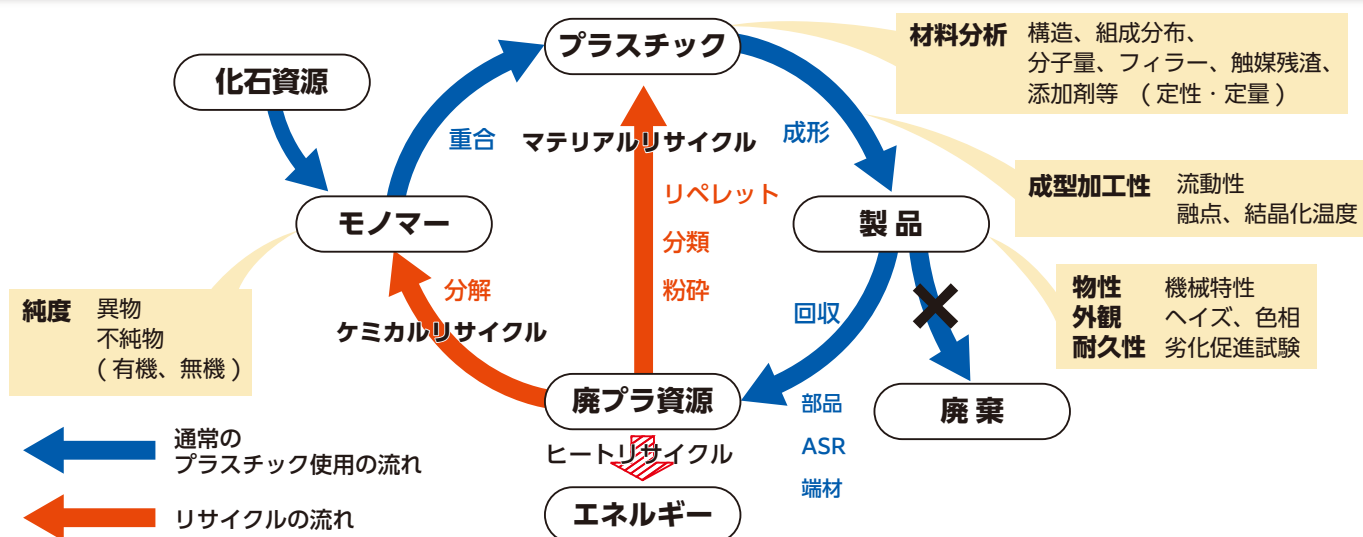 プラスチック
材料分析 構造、組成分布、
分子量、フィラー、触媒残渣、
添加剤等 (定性・定量)
化石資源
重合
マテリアルリサイクル
成形
成型加工性 流動性
融点、結晶化温度
リペレット
分類
粉砕
モノマー
製品
純度 異物
不純物
(有機、無機)
分解
ケミカルリサイクル
回収
物性 機械特性
外観 ヘイズ、色相
耐久性 劣化促進試験
廃プラ資源
廃棄
部品
ASR
端材
ヒートリサイクル
エネルギー
通常の
プラスチック使用の流れ
リサイクルの流れ